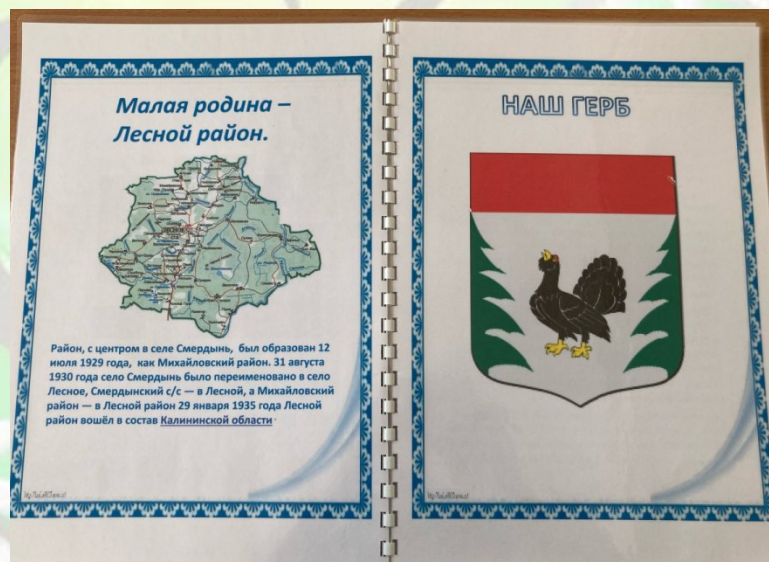 Малая родина –
Лесной район.
Район, с центром в селе Смердынь, был образован 12
июля 1929 года, как Михайловский район. 31 августа
1930 года село Смердынь было переименовано в село
Лесное, Смердынский с/с — в Лесной, а Михайловский
район — в Лесной район 29 января 1935 года Лесной
район вошёл в состав Калининской области
НАШ ГЕРБ